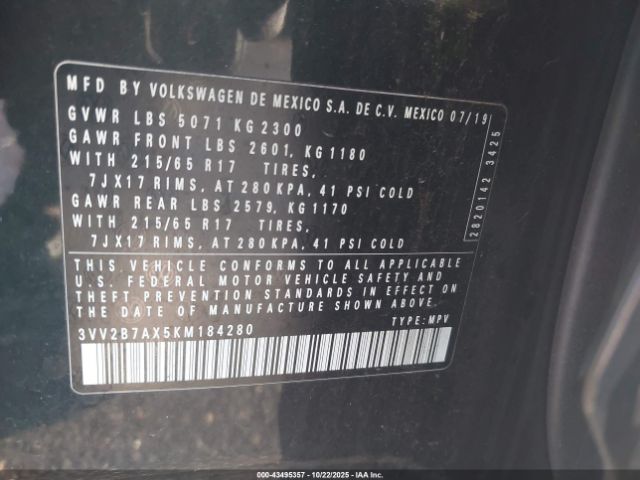 MFD BY VOLKSWAGEN DE MEXICO S.A. DE C.V. MEXICO 07/19
GVWR LBS 5071 KG 2300
GAWR FRONT LBS 2601, KG 1180
WITH 215/65 R17 TIRES,
7JX17 RIMS, AT 280 KPA, 41 PSI COLD
GAWR REAR LBS 2579, KG 1170
WITH 215/65 R17 TIRES,
7JX17 RIMS, AT 280 KPA, 41 PSI COLD
2820142 3425
THIS VEHICLE CONFORMS TO ALL APPLICABLE
U.S. FEDERAL MOTOR VEHICLE SAFETY AND
THEFT PREVENTION STANDARDS IN EFFECT ON
THE DATE OF MANUFACTURE SHOWN ABOVE.
3VV2B7AX5KM184280 TYPE: MPV
000-43495357 - 10/22/2025 - IAAI.COM